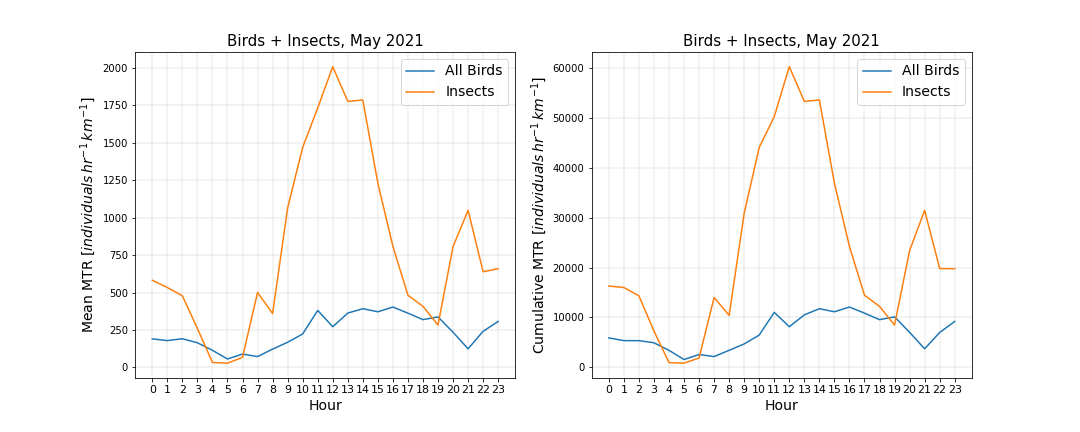 Birds + Insects, May 2021
Mean MTR [individuals hr⁻¹ km⁻¹]
2000
1750
1500
1250
1000
750
500
250
0
All Birds
Insects
0 1 2 3 4 5 6 7 8 9 10 11 12 13 14 15 16 17 18 19 20 21 22 23
Hour
Birds + Insects, May 2021
Cumulative MTR [individuals hr⁻¹ km⁻¹]
60000
50000
40000
30000
20000
10000
0
All Birds
Insects
0 1 2 3 4 5 6 7 8 9 10 11 12 13 14 15 16 17 18 19 20 21 22 23
Hour